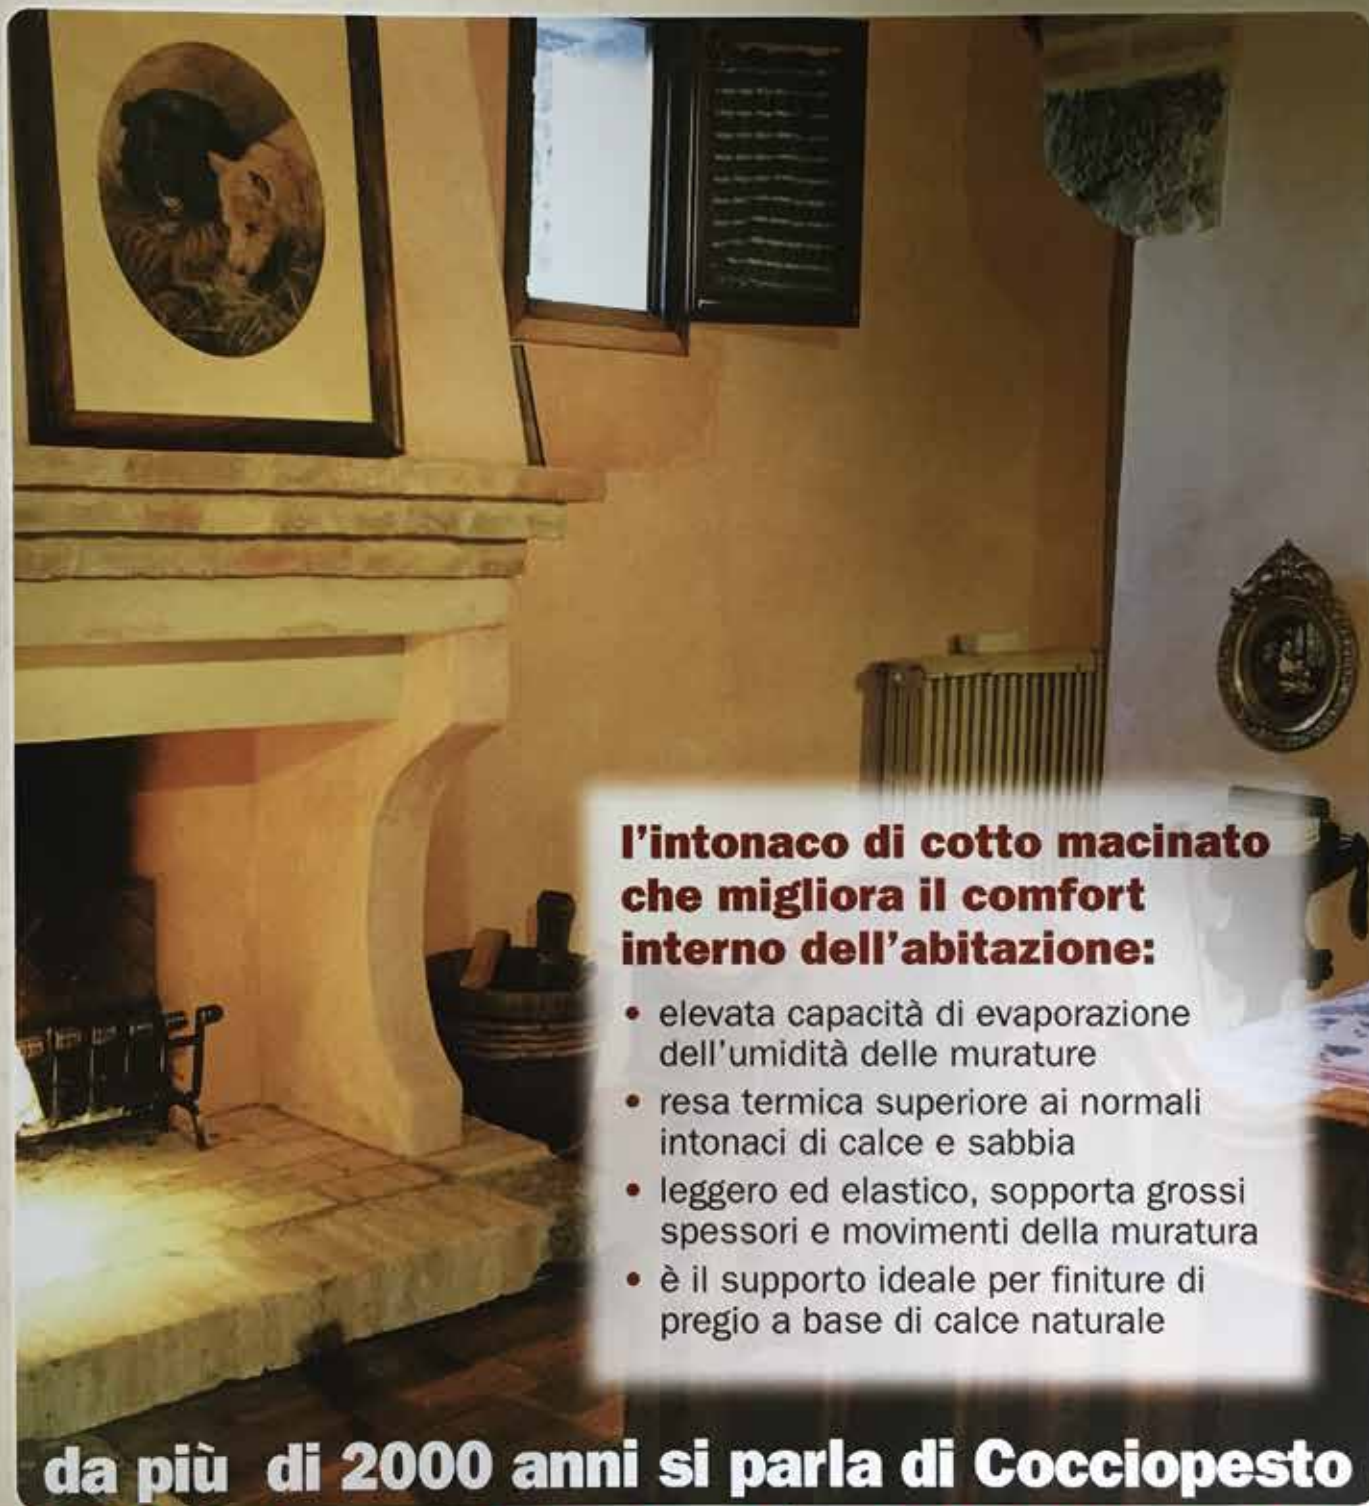 l'intonaco di cotto macinato
che migliora il comfort
interno dell'abitazione:
• elevata capacità di evaporazione
dell'umidità delle murature
• resa termica superiore ai normali
intonaci di calce e sabbia
• leggero ed elastico, sopporta grossi
spessori e movimenti della muratura
• è il supporto ideale per finiture di
pregio a base di calce naturale
da più di 2000 anni si parla di Cocciopesto